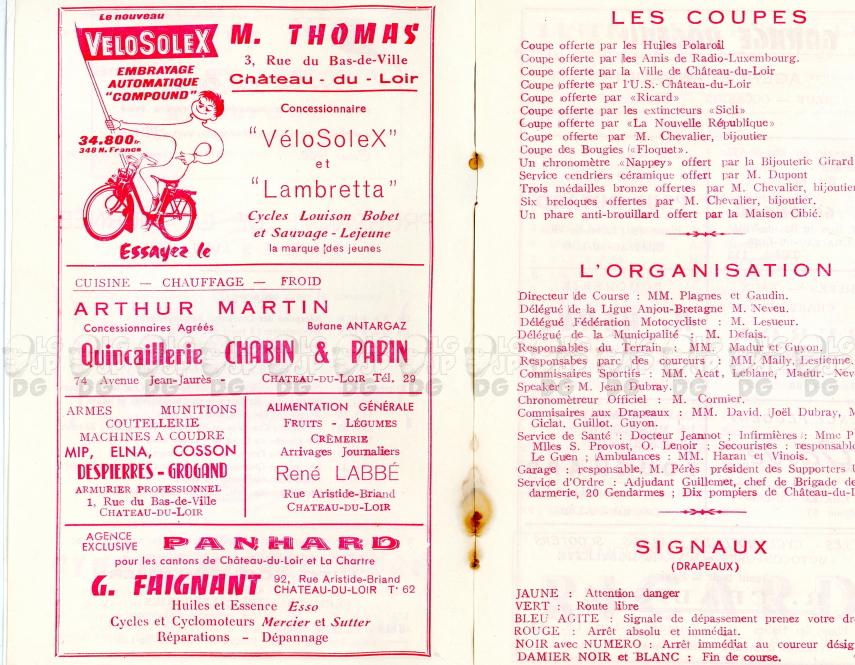 Le nouveau
VELOSOLEX
EMBRAYAGE
AUTOMATIQUE
"COMPOUND"
34.800fr.
348 N. Francs
Essayez le
M. THOMAS
3, Rue du Bas-de-Ville
Château - du - Loir
Concessionnaire
"VéloSoleX"
et
"Lambretta"
Cycles Louison Bobet
et Sauvage - Lejeune
la marque des jeunes
CUISINE — CHAUFFAGE — FROID
ARTHUR MARTIN
Concessionnaires Agréés Butane ANTARGAZ
Quincaillerie CHABIN & PAPIN
74 Avenue Jean-Jaurès - CHATEAU-DU-LOIR Tél. 29
ARMES MUNITIONS
COUTELLERIE
MACHINES A COUDRE
MIP, ELNA, COSSON
DESPIERRES - GROGAND
ARMURIER PROFESSIONNEL
1, Rue du Bas-de-Ville
CHATEAU-DU-LOIR
ALIMENTATION GÉNÉRALE
FRUITS - LÉGUMES
CRÈMERIE
Arrivages Journaliers
René LABBÉ
Rue Aristide-Briand
CHATEAU-DU-LOIR
AGENCE
EXCLUSIVE PANHARD
pour les cantons de Château-du-Loir et La Chartre
G. FAIGNANT 92, Rue Aristide-Briand
CHATEAU-DU-LOIR T' 62
Huiles et Essence Esso
Cycles et Cyclomoteurs Mercier et Sutter
Réparations - Dépannage
LES COUPES
Coupe offerte par les Huiles Polaroil
Coupe offerte par les Amis de Radio-Luxembourg.
Coupe offerte par la Ville de Château-du-Loir
Coupe offerte par l'U.S. Château-du-Loir
Coupe offerte par «Ricard»
Coupe offerte par les extincteurs «Sicli»
Coupe offerte par «La Nouvelle République»
Coupe offerte par M. Chevalier, bijoutier
Coupe des Bougies («Floquet»).
Un chronomètre «Nappey» offert par la Bijouterie Girard
Service cendriers céramique offert par M. Dupont
Trois médailles bronze offertes par M. Chevalier, bijoutier
Six breloques offertes par M. Chevalier, bijoutier.
Un phare anti-brouillard offert par la Maison Cibié.
L'ORGANISATION
Directeur de Course : MM. Plagnes et Gaudin.
Délégué de la Ligue Anjou-Bretagne M. Neveu.
Délégué Fédération Motocycliste : M. Lesueur.
Délégué de la Municipalité : M. Defais.
Responsables du Terrain : MM. Madur et Guyon.
Responsabes parc des coureurs : MM. Maily, Lestienne.
Commissaires Sportifs : MM. Acat, Leblanc, Madur, Nev
Speaker : M. Jean Dubray.
Chronométreur Officiel : M. Cormier.
Commisaires aux Drapeaux : MM. David, Joël Dubray, M
Giclat, Guillot, Guyon.
Service de Santé : Docteur Jeannot ; Infirmières : Mme P
Mlles S. Provost, O. Lenoir ; Secouristes : responsable
Le Guen ; Ambulances : MM. Haran et Vinois.
Garage : responsable, M. Pérès président des Supporters
Service d'Ordre : Adjudant Guillemet, chef de Brigade de
darmerie, 20 Gendarmes ; Dix pompiers de Château-du-L
SIGNAUX
(DRAPEAUX)
JAUNE : Attention danger
VERT : Route libre
BLEU AGITE : Signale de dépassement prenez votre dr
ROUGE : Arrêt absolu et immédiat.
NOIR avec NUMERO : Arrêt immédiat au coureur désig
DAMIER NOIR et BLANC : Fin de course.